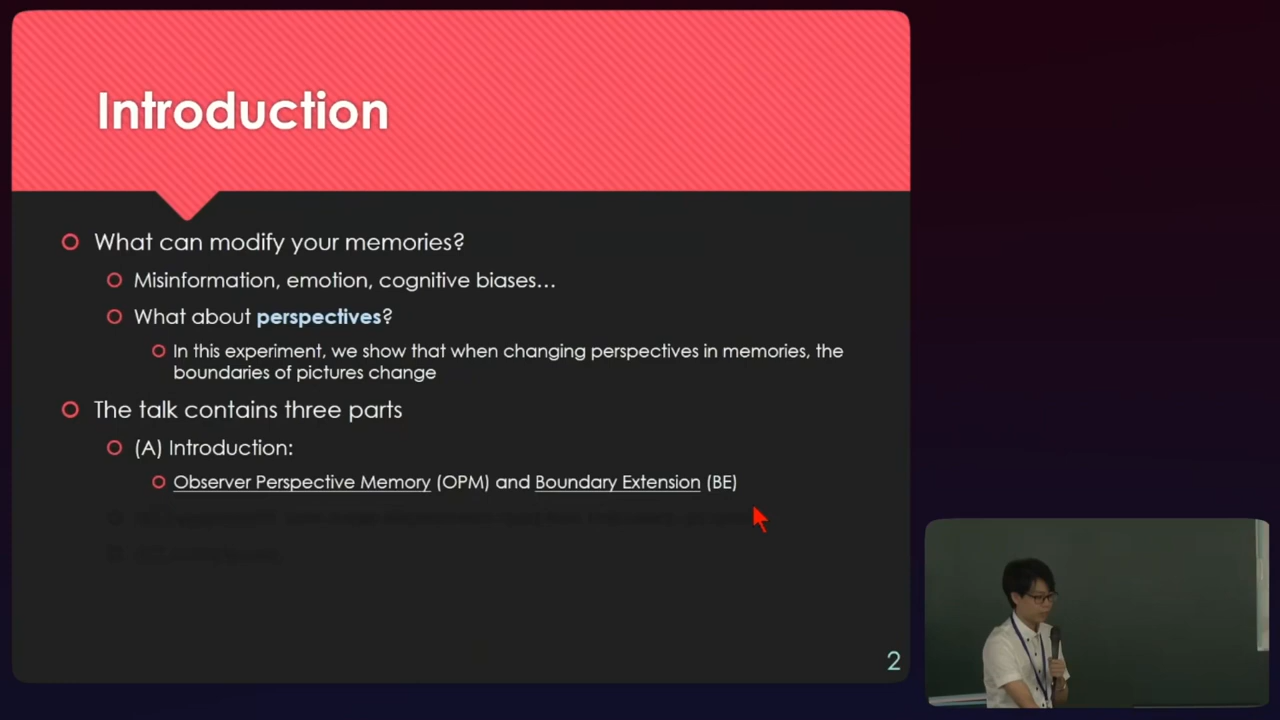 Introduction
What can modify your memories?
Misinformation, emotion, cognitive biases…
What about perspectives?
In this experiment, we show that when changing perspectives in memories, the
boundaries of pictures change
The talk contains three parts
(A) Introduction:
Observer Perspective Memory (OPM) and Boundary Extension (BE)
2